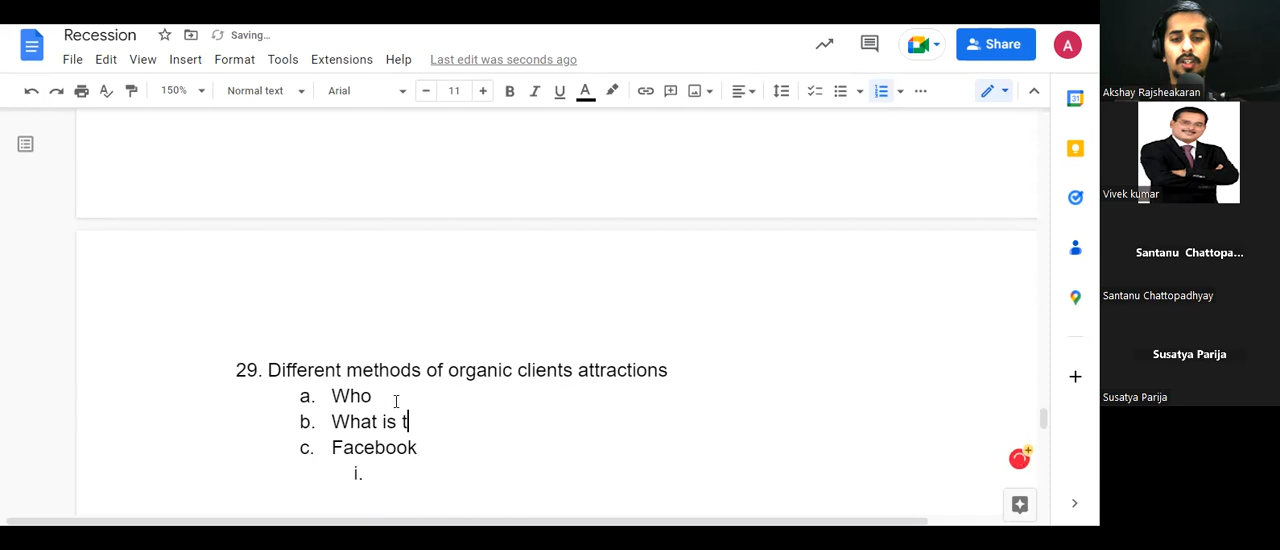 Recession
Saving...
File Edit View Insert Format Tools Extensions Help Last edit was seconds ago
Share
A
150% Normal text Arial 11
B I U A
31
29. Different methods of organic clients attractions
a. Who
b. What is t
c. Facebook
i.
Akshay Rajsheakaran
Vivek kumar
Santanu Chattopa...
Santanu Chattopadhyay
Susatya Parija
Susatya Parija